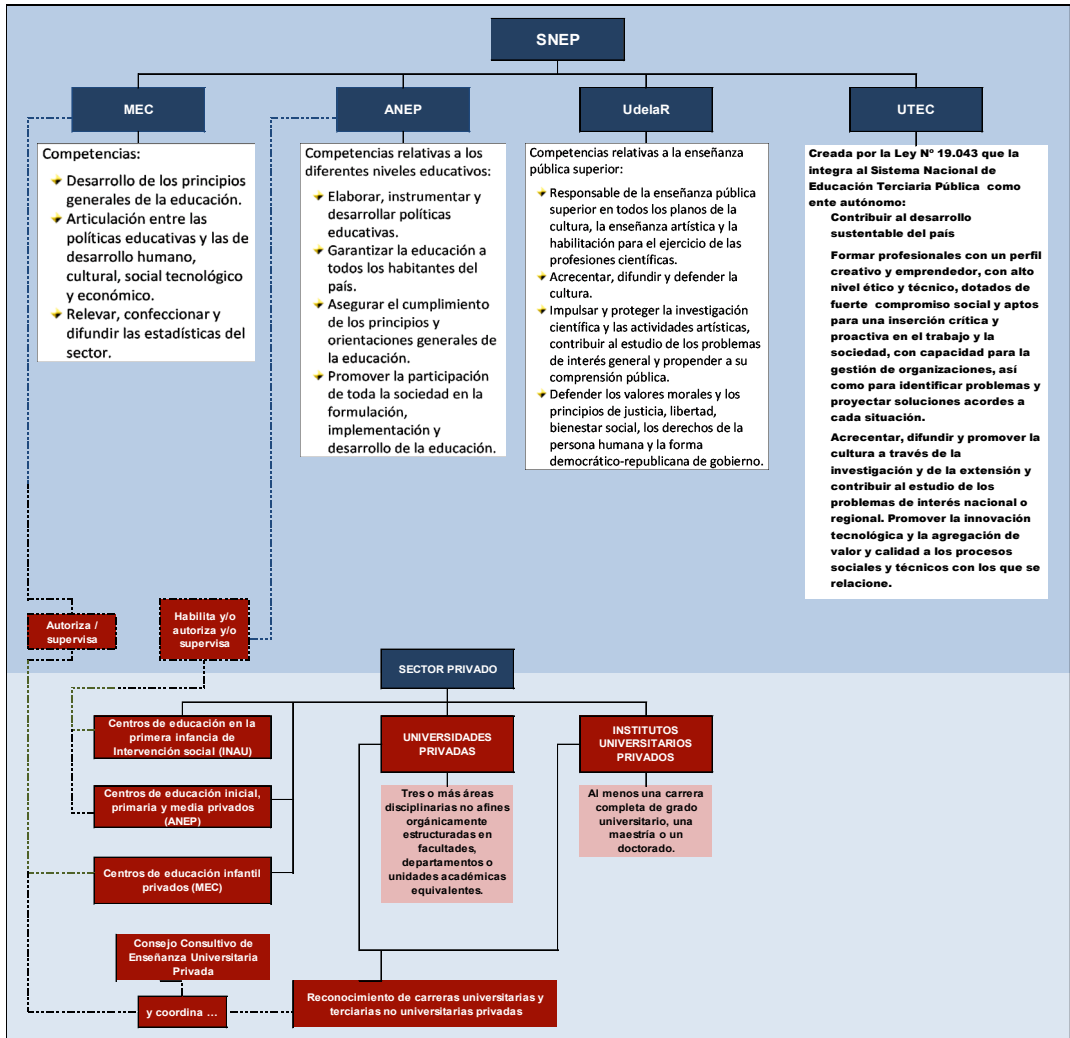 SNEP
MEC
ANEP
UdelaR
UTEC
Competencias:
Desarrollo de los principios
generales de la educación.
Articulación entre las
políticas educativas y las de
desarrollo humano,
cultural, social tecnológico
y económico.
Relevar, confeccionar y
difundir las estadísticas del
sector.
Competencias relativas a los
diferentes niveles educativos:
Elaborar, instrumentar y
desarrollar políticas
educativas.
Garantizar la educación a
todos los habitantes del
país.
Asegurar el cumplimiento
de los principios y
orientaciones generales de
la educación.
Promover la participación
de toda la sociedad en la
formulación,
implementación y
desarrollo de la educación.
Competencias relativas a la enseñanza
pública superior:
Responsable de la enseñanza pública
superior en todos los planos de la
cultura, la enseñanza artística y la
habilitación para el ejercicio de las
profesiones científicas.
Acrecentar, difundir y defender la
cultura.
Impulsar y proteger la investigación
científica y las actividades artísticas,
contribuir al estudio de los problemas
de interés general y propender a su
comprensión pública.
Defender los valores morales y los
principios de justicia, libertad,
bienestar social, los derechos de la
persona humana y la forma
democrático-republicana de gobierno.
Creada por la Ley Nº 19.043 que la
integra al Sistema Nacional de
Educación Terciaria Pública como
ente autónomo:
Contribuir al desarrollo
sustentable del país
Formar profesionales con un perfil
creativo y emprendedor, con alto
nivel ético y técnico, dotados de
fuerte compromiso social y aptos
para una inserción crítica y
proactiva en el trabajo y la
sociedad, con capacidad para la
gestión de organizaciones, así
como para identificar problemas y
proyectar soluciones acordes a
cada situación.
Acrecentar, difundir y promover la
cultura a través de la
investigación y de la extensión y
contribuir al estudio de los
problemas de interés nacional o
regional. Promover la innovación
tecnológica y la agregación de
valor y calidad a los procesos
sociales y técnicos con los que se
relacione.
Autoriza /
supervisa
Habilita y/o
autoriza y/o
supervisa
SECTOR PRIVADO
Centros de educación en la
primera infancia de
Intervención social (INAU)
Centros de educación inicial,
primaria y media privados
(ANEP)
Centros de educación infantil
privados (MEC)
UNIVERSIDADES
PRIVADAS
Tres o más áreas
disciplinarias no afines
orgánicamente
estructuradas en
facultades,
departamentos o
unidades académicas
equivalentes.
INSTITUTOS
UNIVERSITARIOS
PRIVADOS
Al menos una carrera
completa de grado
universitario, una
maestría o un
doctorado.
Consejo Consultivo de
Enseñanza Universitaria
Privada
y coordina ...
Reconocimiento de carreras universitarias y
terciarias no universitarias privadas